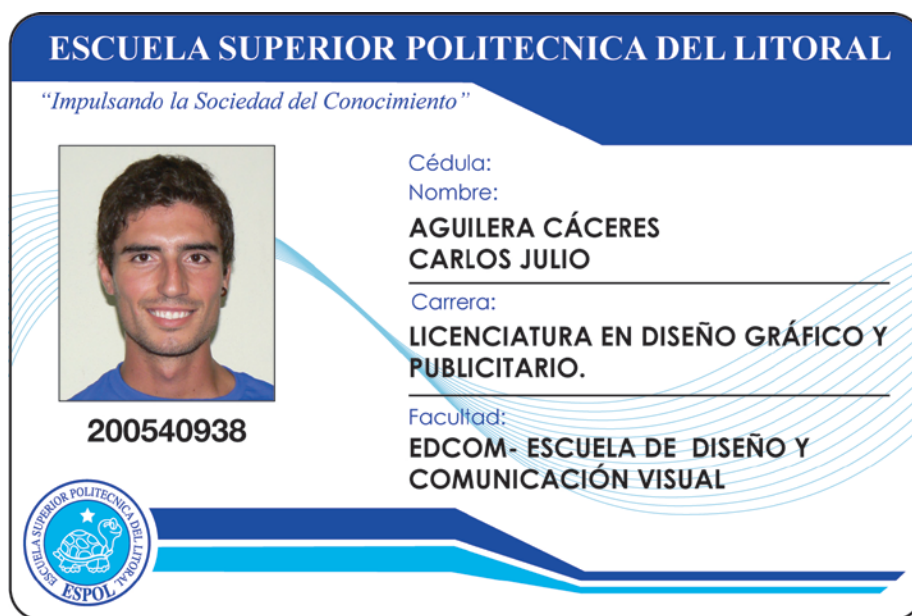 ESCUELA SUPERIOR POLITECNICA DEL LITORAL
“Impulsando la Sociedad del Conocimiento”
Cédula:
Nombre:
AGUILERA CÁCERES
CARLOS JULIO
Carrera:
LICENCIATURA EN DISEÑO GRÁFICO Y
PUBLICITARIO.
Facultad:
EDCOM- ESCUELA DE DISEÑO Y
COMUNICACIÓN VISUAL
200540938
ESCUELA SUPERIOR POLITECNICA DEL LITORAL
ESPOL